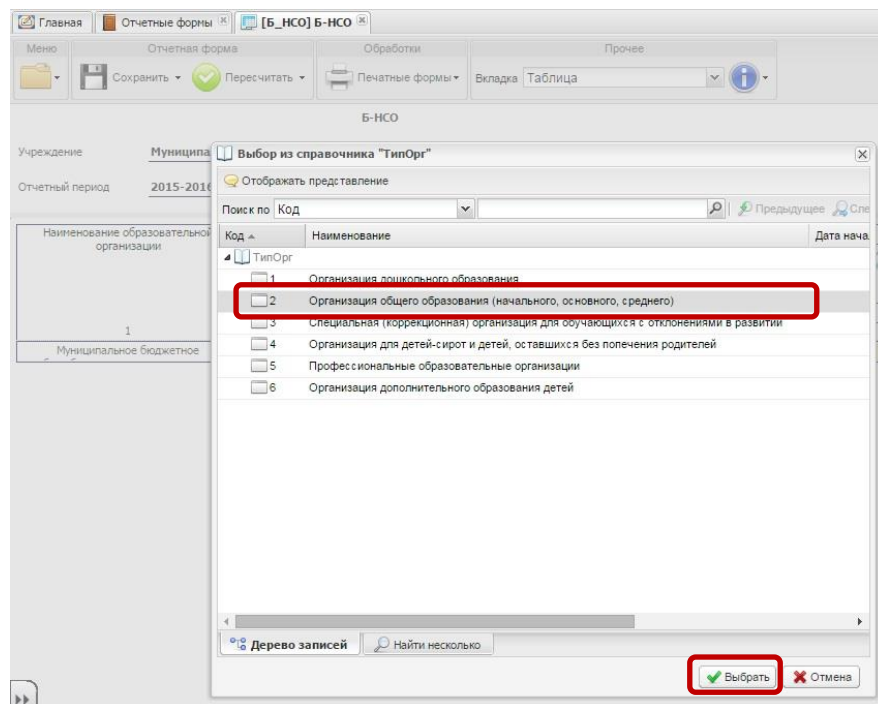 Главная
Отчетные формы
[Б_НСО] Б-НСО
Меню
Отчетная форма
Обработки
Прочее
Сохранить
Пересчитать
Печатные формы
Вкладка Таблица
Б-НСО
Учреждение Муниципа
Отчетный период 2015-2016
Наименование образовательной
организации
1
Муниципальное бюджетное
Выбор из справочника "ТипОрг"
Отображать представление
Поиск по Код
Предыдущее
Сле
Код Наименование Дата нача
ТипОрг
1 Организация дошкольного образования
2 Организация общего образования (начального, основного, среднего)
3 Специальная (коррекционная) организация для обучающихся с отклонениями в развитии
4 Организация для детей-сирот и детей, оставшихся без попечения родителей
5 Профессиональные образовательные организации
6 Организация дополнительного образования детей
Дерево записей
Найти несколько
Выбрать
Отмена